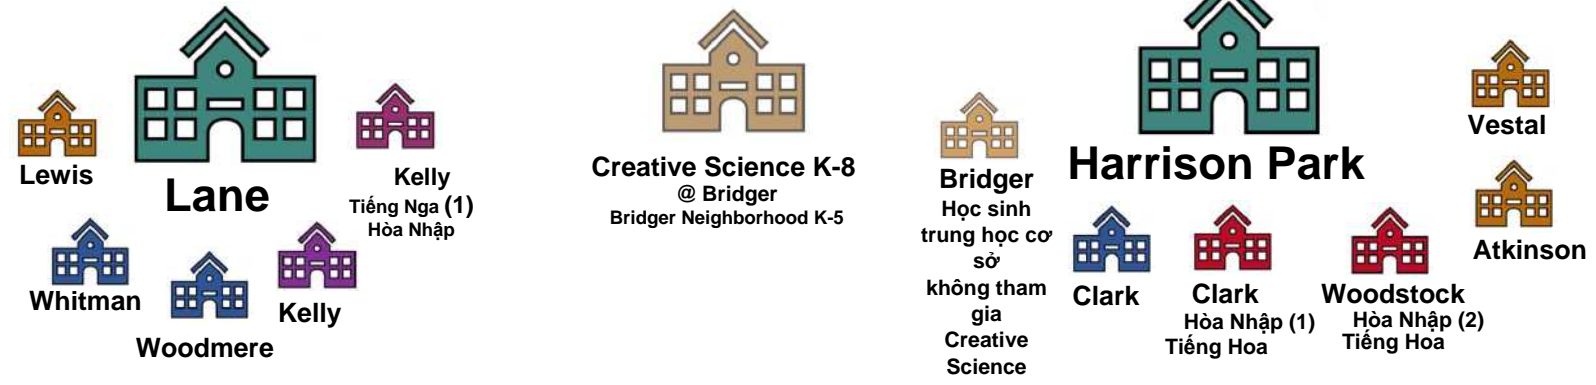 Lewis
Lane
Kelly
Tiếng Nga (1)
Hòa Nhập
Whitman
Woodmere
Kelly
Creative Science K-8
@ Bridger
Bridger Neighborhood K-5
Bridger
Học sinh
trung học cơ
sở
không tham
gia
Creative
Science
Harrison Park
Vestal
Atkinson
Clark
Clark
Hòa Nhập (1)
Tiếng Hoa
Woodstock
Hòa Nhập (2)
Tiếng Hoa